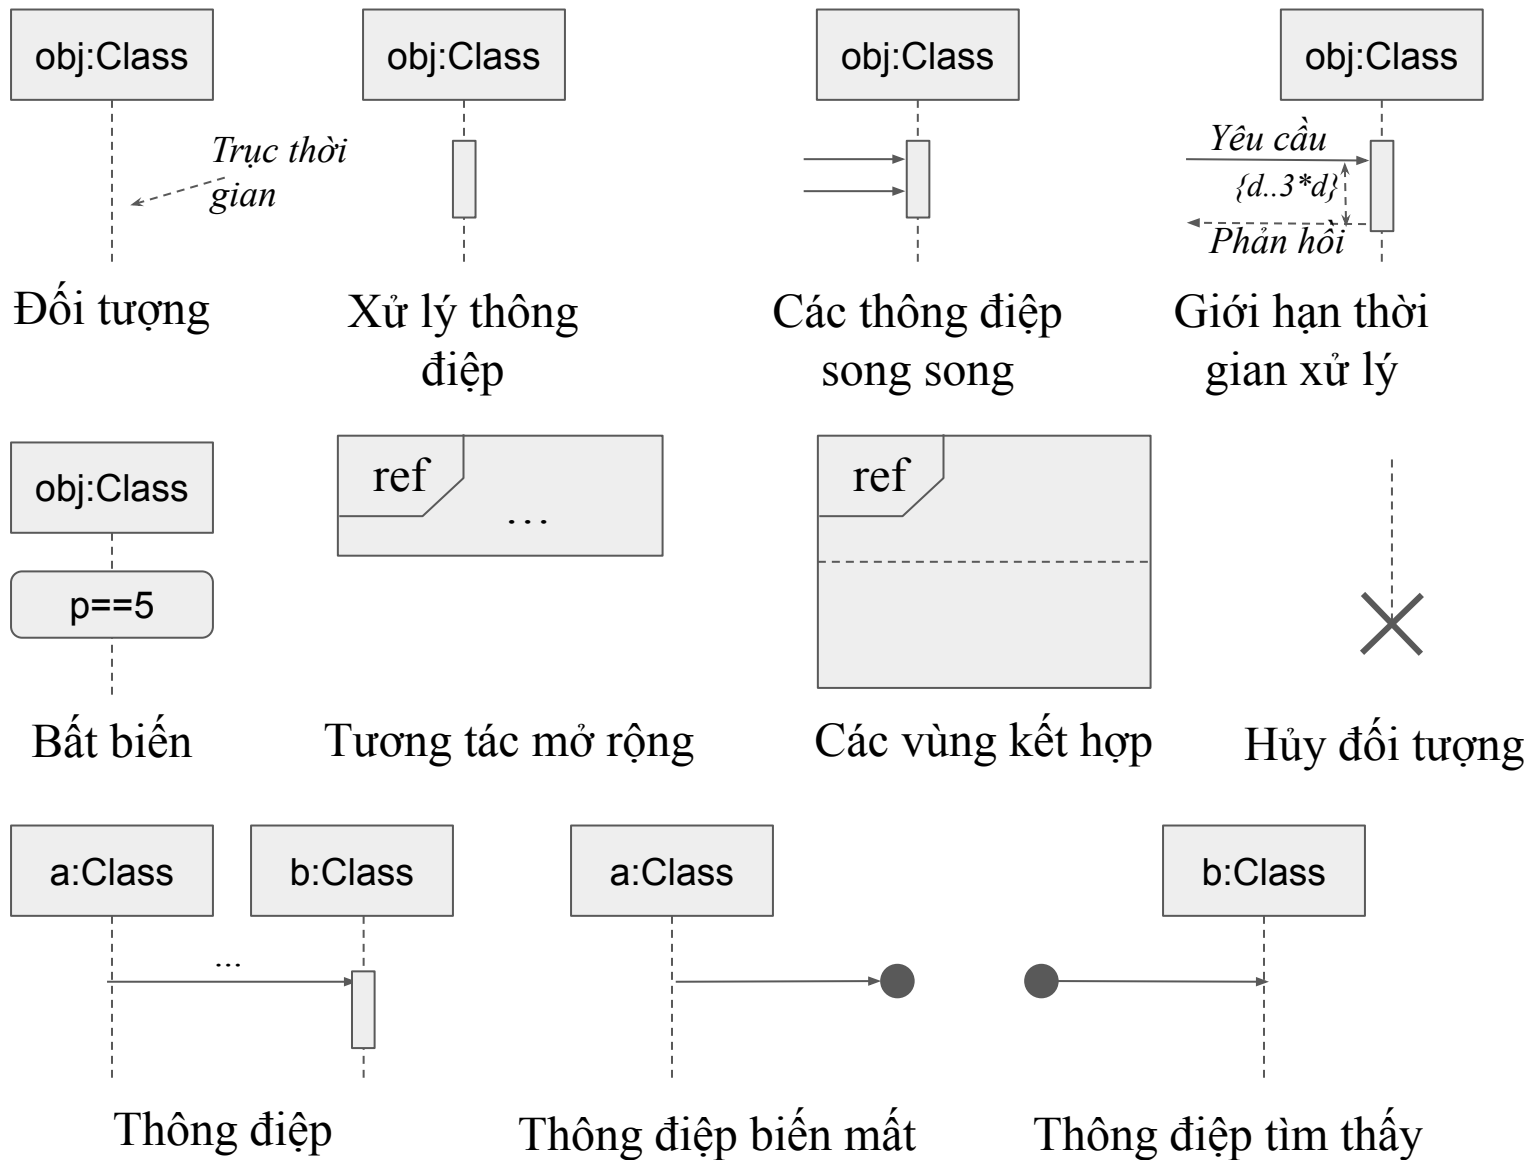 obj:Class
obj:Class
obj:Class
obj:Class
Trục thời
gian
Yêu cầu
{d..3*d}
Phản hồi
Đối tượng
Xử lý thông
điệp
Các thông điệp
song song
Giới hạn thời
gian xử lý
obj:Class
p==5
ref
...
ref
Bất biến
Tương tác mở rộng
Các vùng kết hợp
Hủy đối tượng
a:Class
b:Class
a:Class
b:Class
...
Thông điệp
Thông điệp biến mất
Thông điệp tìm thấy